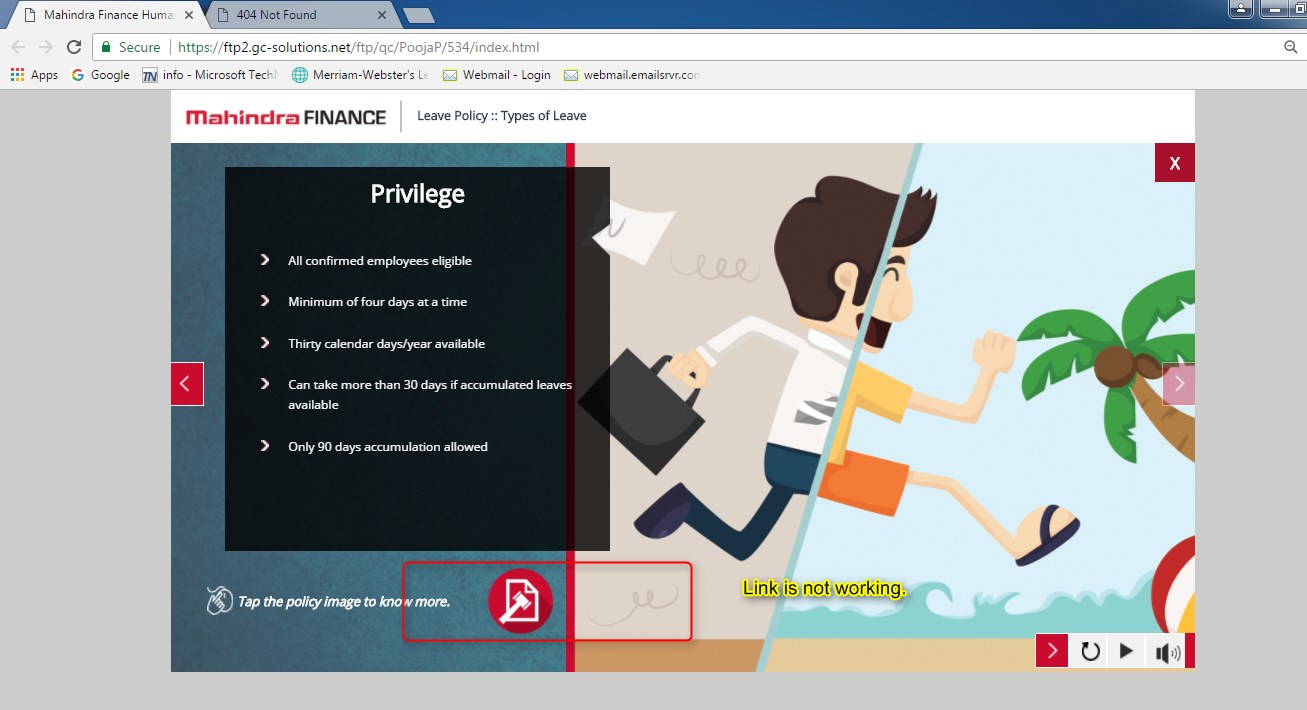 Mahindra Finance Huma
404 Not Found
Secure
https://ftp2.gc-solutions.net/ftp/qc/PoojaP/534/index.html
Apps
Google
info - Microsoft Tech
Merriam-Webster's Le
Webmail - Login
webmail.emailsrvr.con
Mahindra FINANCE
Leave Policy :: Types of Leave
X
Privilege
All confirmed employees eligible
Minimum of four days at a time
Thirty calendar days/year available
Can take more than 30 days if accumulated leaves
available
Only 90 days accumulation allowed
Tap the policy image to know more.
Link is not working.